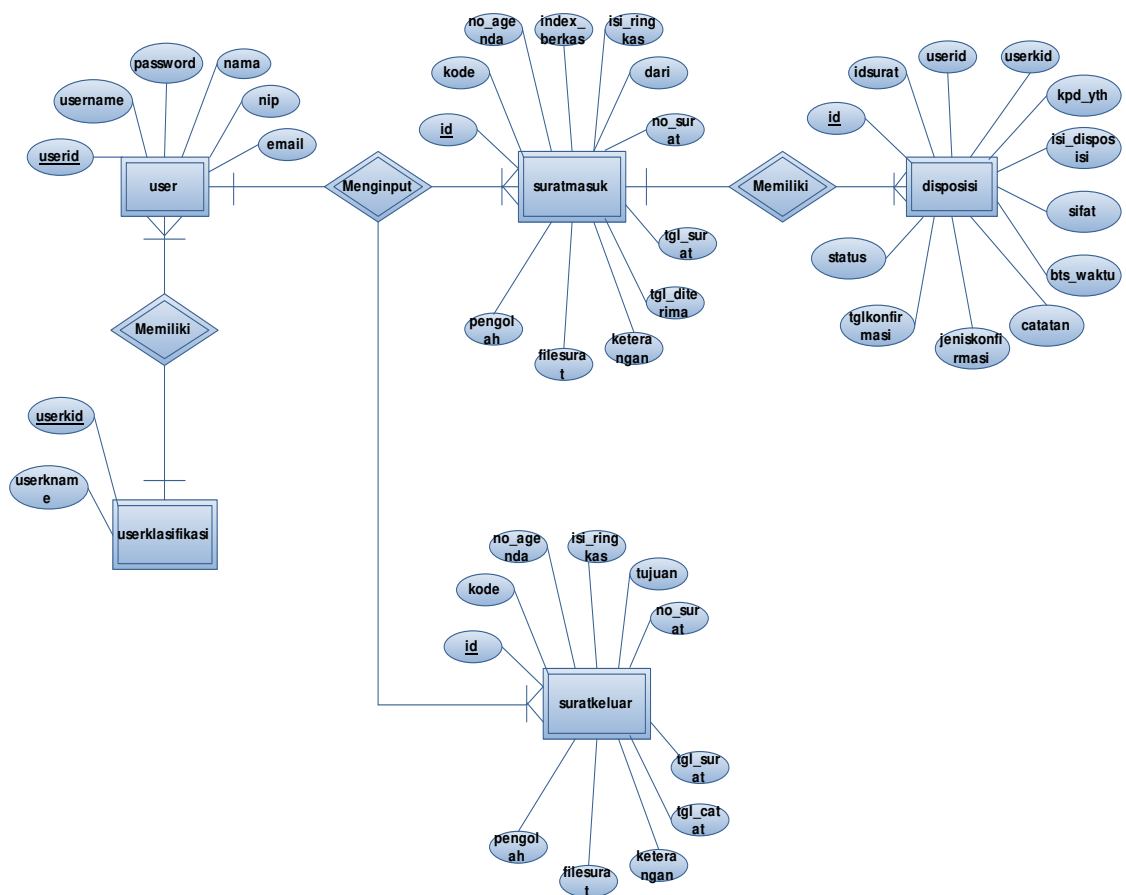 password
nama
username
nip
userid
email
user
Memiliki
userkid
userknam
e
userklasifikasi
Menginput
no_age
nda
index_
berkas
isi_ring
kas
kode
dari
id
no_sur
at
suratmasuk
tgl_sur
at
tgl_dite
rima
pengol
ah
filesura
t
ketera
ngan
Memiliki
userid
userkid
idsurat
kpd_yth
id
isi_dispos
isi
disposisi
sifat
status
bts_waktu
tglkonfir
masi
jeniskonfi
rmasi
catatan
no_age
nda
isi_ring
kas
tujuan
kode
no_sur
at
id
suratkeluar
tgl_sur
at
tgl_cat
at
pengol
ah
filesura
t
ketera
ngan